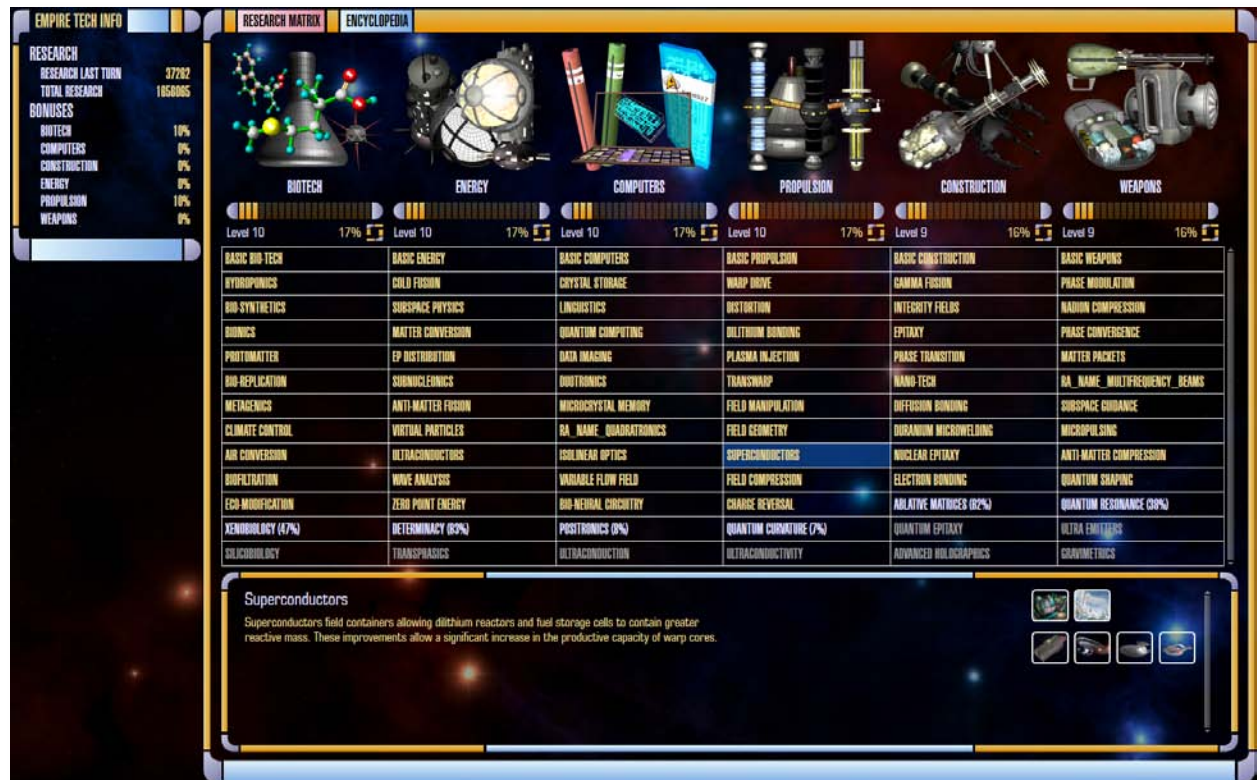 EMPIRE TECH INFO
RESEARCH
RESEARCH LAST TURN 37262
TOTAL RESEARCH 1656065
BONUSES
BIOTECH 10%
COMPUTERS 0%
CONSTRUCTION 0%
ENERGY 0%
PROPULSION 10%
WEAPONS 0%
RESEARCH MATRIX ENCYCLOPEDIA
BIOTECH ENERGY COMPUTERS PROPULSION CONSTRUCTION WEAPONS
Level 10 17% Level 10 17% Level 10 17% Level 10 17% Level 9 16% Level 9 16%
BASIC BIO-TECH BASIC ENERGY BASIC COMPUTERS BASIC PROPULSION BASIC CONSTRUCTION BASIC WEAPONS
HYDROPONICS COLD FUSION CRYSTAL STORAGE WARP DRIVE GAMMA FUSION PHASE MODULATION
BIO-SYNTHETICS SUBSPACE PHYSICS LINGUISTICS DISTORTION INTEGRITY FIELDS NADION COMPRESSION
BIONICS MATTER CONVERSION QUANTUM COMPUTING DILITHIUM BONDING EPITAXY PHASE CONVERGENCE
PROTOMATTER EP DISTRIBUTION DATA IMAGING PLASMA INJECTION PHASE TRANSITION MATTER PACKETS
BIO-REPLICATION SUBNUCLEONICS DUOTRONICS TRANSWARP NANO-TECH RA_NAME_MULTIFREQUENCY_BEAMS
METAGENICS ANTI-MATTER FUSION MICROCRYSTAL MEMORY FIELD MANIPULATION DIFFUSION BONDING SUBSPACE GUIDANCE
CLIMATE CONTROL VIRTUAL PARTICLES RA_NAME_QUADRATRONICS FIELD GEOMETRY DURANIUM MICROWELDING MICROPULSING
AIR CONVERSION ULTRACONDUCTORS ISOLINEAR OPTICS SUPERCONDUCTORS NUCLEAR EPITAXY ANTI-MATTER COMPRESSION
BIOFILTRATION WAVE ANALYSIS VARIABLE FLOW FIELD FIELD COMPRESSION ELECTRON BONDING QUANTUM SHAPING
ECO-MODIFICATION ZERO POINT ENERGY BIO-NEURAL CIRCUITRY CHARGE REVERSAL ABLATIVE MATRICES (62%) QUANTUM RESONANCE (38%)
XENOBIOLOGY (47%) DETERMINACY (63%) POSITRONICS (8%) QUANTUM CURVATURE (7%) QUANTUM EPITAXY ULTRA EMITTERS
SILICOBIOLOGY TRANSPHASICS ULTRACONDUCTION ULTRACONDUCTIVITY ADVANCED HOLOGRAPHICS GRAVIMETRICS
Superconductors
Superconductors field containers allowing dilithium reactors and fuel storage cells to contain greater
reactive mass. These improvements allow a significant increase in the productive capacity of warp cores.